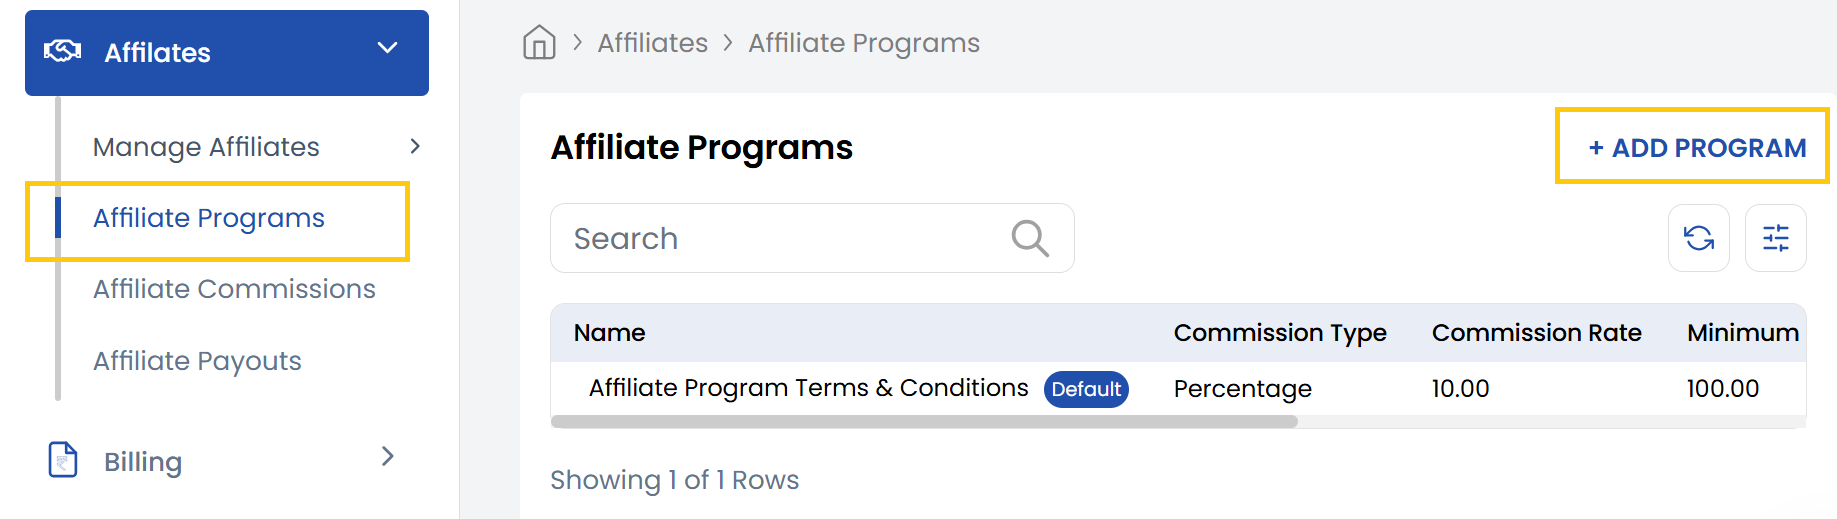 Affilates
Manage Affiliates
Affiliate Programs
Affiliate Commissions
Affiliate Payouts
Billing
Affiliates > Affiliate Programs
Affiliate Programs
+ ADD PROGRAM
Search
Name Commission Type Commission Rate Minimum
Affiliate Program Terms & Conditions Default Percentage 10.00 100.00
Showing 1 of 1 Rows